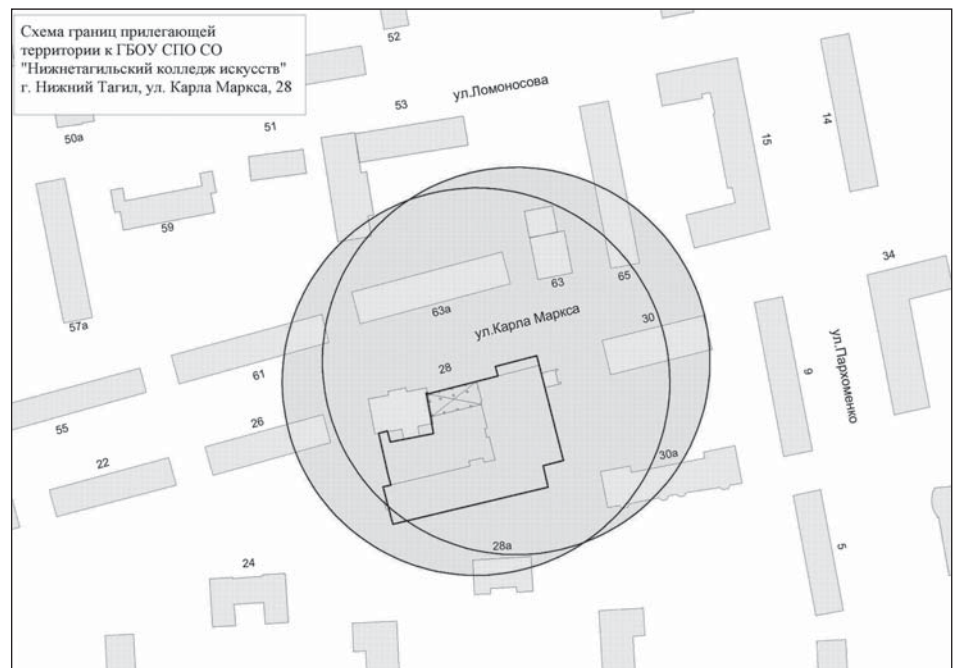 Схема границ прилегающей
территории к ГБОУ СПО СО
"Нижнетагильский колледж искусств"
г. Нижний Тагил, ул. Карла Маркса, 28
52
53
ул.Ломоносова
50а
51
15
14
59
34
57а
63а
63
65
ул.Карла Маркса
30
ул.Пархоменко
61
28
9
55
26
22
30а
28а
5
24